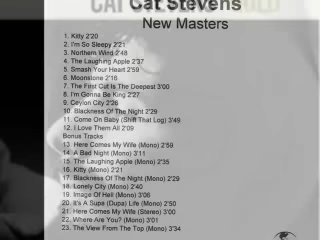 Cat Stevens
New Masters
1. Kitty 2'20
2. I'm So Sleepy 2'21
3. Northern Wind 2'48
4. The Laughing Apple 2'37
5. Smash Your Heart 2'59
6. Moonstone 2'16
7. The First Cut Is The Deepest 3'00
8. I'm Gonna Be King 2'27
9. Ceylon City 2'26
10. Blackness Of The Night 2'29
11. Come On Baby (Shift That Log) 3'49
12. I Love Them All 2'09
Bonus Tracks
13. Here Comes My Wife (Mono) 2'59
14. A Bad Night (Mono) 3'11
15. The Laughing Apple (Mono) 2'35
16. Kitty (Mono) 2'21
17. Blackness Of The Night (Mono) 2'29
18. Lonely City (Mono) 2'40
19. Image Of Hell (Mono) 3'06
20. It's A Supa (Dupa) Life (Mono) 2'50
21. Here Comes My Wife (Stereo) 3'00
22. Where Are You? (Mono) 3'01
23. The View From The Top (Mono) 3'34